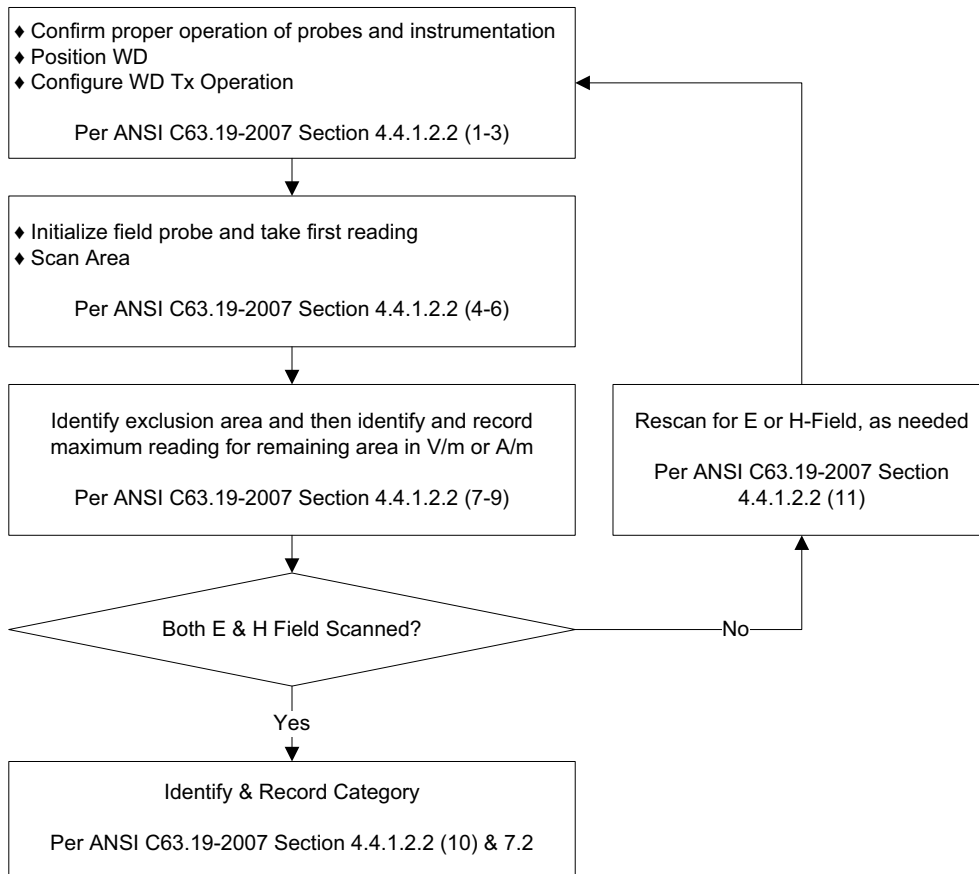 ♦ Confirm proper operation of probes and instrumentation
♦ Position WD
♦ Configure WD Tx Operation
Per ANSI C63.19-2007 Section 4.4.1.2.2 (1-3)
♦ Initialize field probe and take first reading
♦ Scan Area
Per ANSI C63.19-2007 Section 4.4.1.2.2 (4-6)
Identify exclusion area and then identify and record
maximum reading for remaining area in V/m or A/m
Per ANSI C63.19-2007 Section 4.4.1.2.2 (7-9)
Rescan for E or H-Field, as needed
Per ANSI C63.19-2007 Section
4.4.1.2.2 (11)
Both E & H Field Scanned?
No
Yes
Identify & Record Category
Per ANSI C63.19-2007 Section 4.4.1.2.2 (10) & 7.2